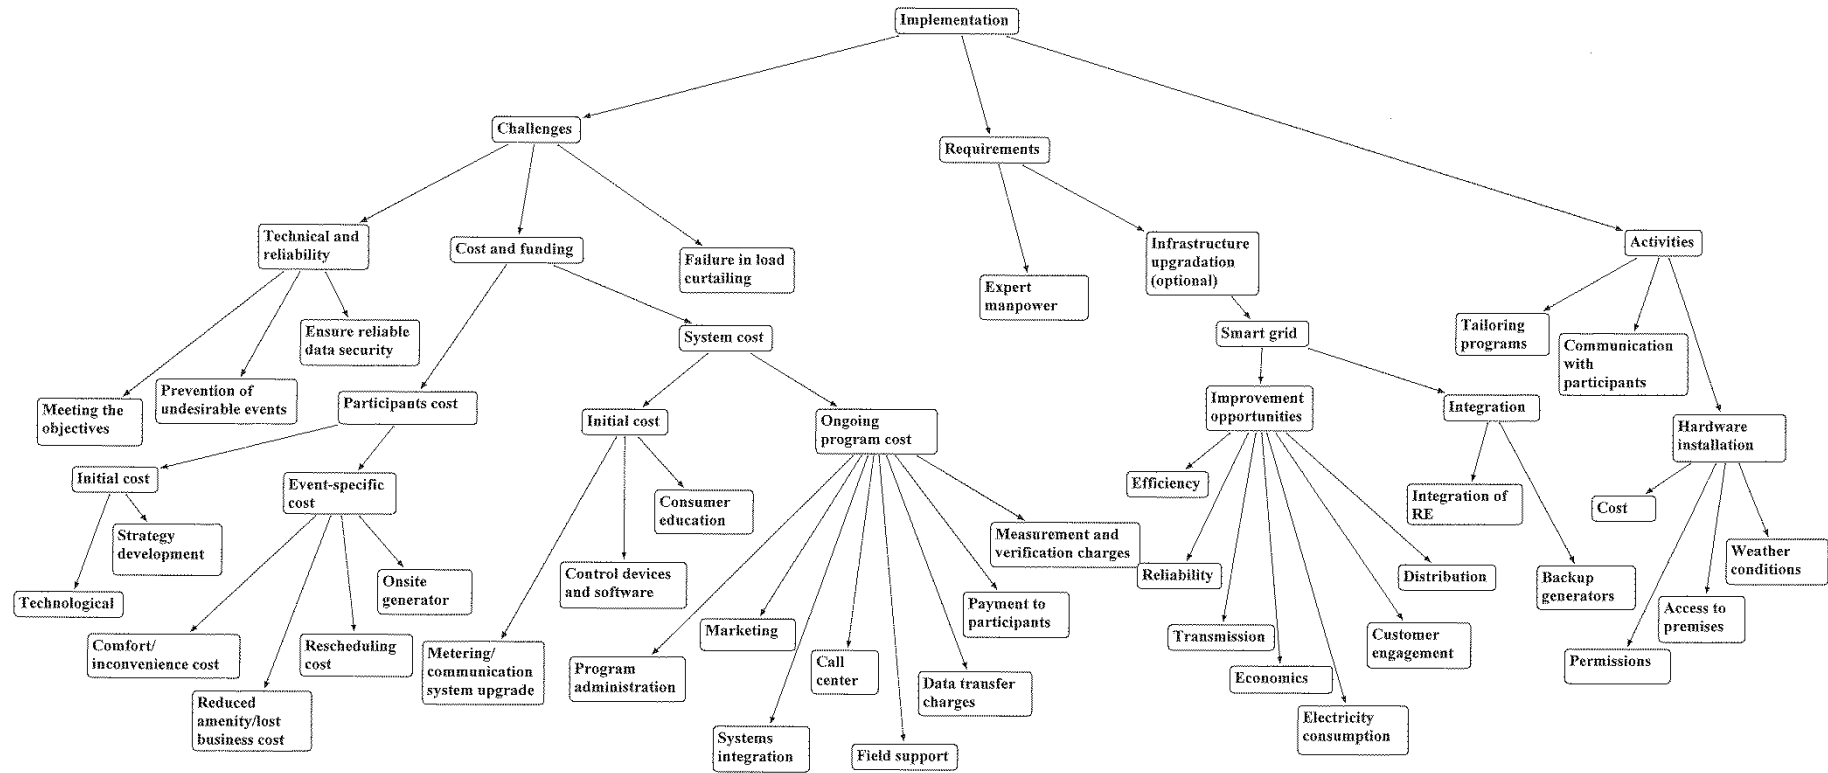 Implementation
Challenges
Requirements
Activities
Technical and
reliability
Cost and funding
Failure in load
curtailing
Expert
manpower
Infrastructure
upgradation
(optional)
Tailoring
programs
Communication
with
participants
Hardware
installation
Meeting the
objectives
Prevention of
undesirable events
Ensure reliable
data security
Participants cost
System cost
Smart grid
Initial cost
Event-specific
cost
Initial cost
Ongoing
program cost
Improvement
opportunities
Integration
Technological
Strategy
development
Comfort/
inconvenience cost
Reduced
amenity/lost
business cost
Rescheduling
cost
Onsite
generator
Metering/
communication
system upgrade
Control devices
and software
Consumer
education
Program
administration
Marketing
Systems
integration
Call
center
Field support
Data transfer
charges
Payment to
participants
Measurement and
verification charges
Efficiency
Reliability
Transmission
Economics
Electricity
consumption
Customer
engagement
Distribution
Integration of
RE
Backup
generators
Cost
Permissions
Access to
premises
Weather
conditions